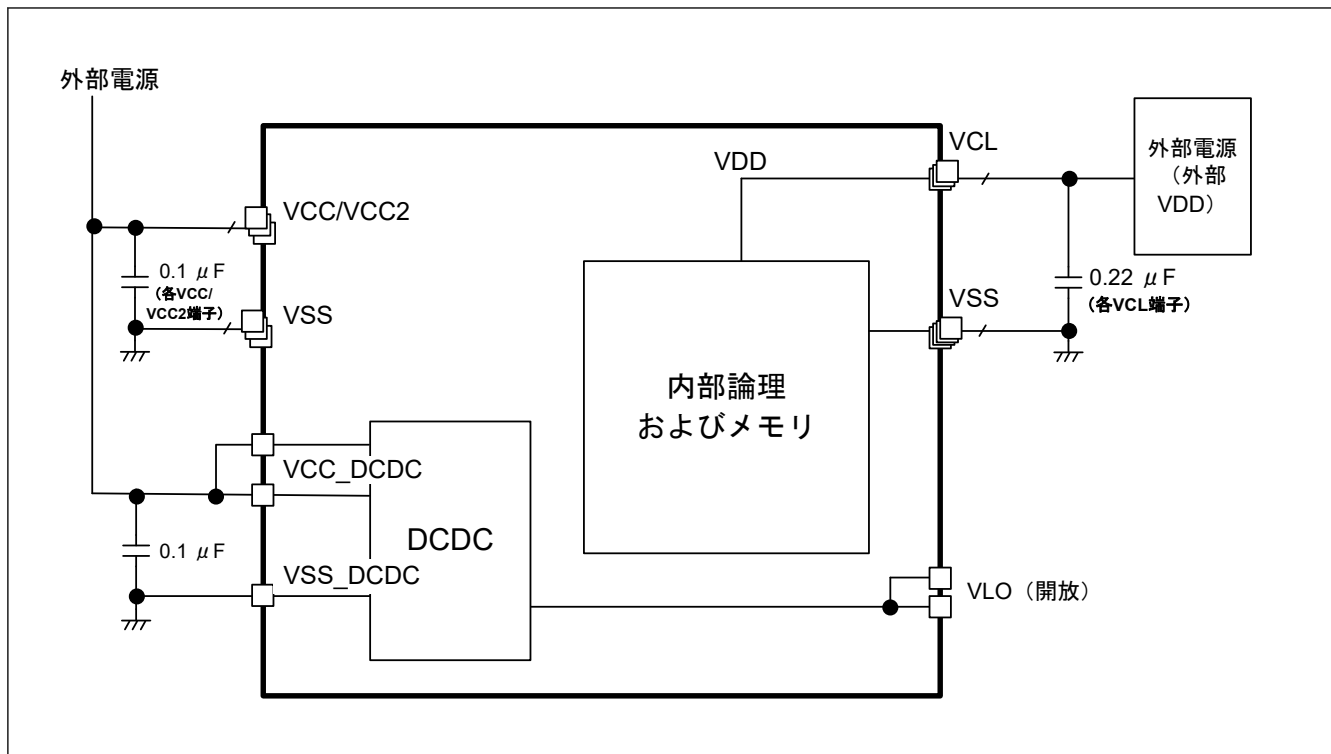 外部電源
VCC/VCC2
0.1 μF
(各VCC/
VCC2端子)
VSS
VCC_DCDC
0.1 μF
VSS_DCDC
DCDC
VDD
内部論理
およびメモリ
VCL
外部電源
（外部
VDD）
0.22 μF
(各VCL端子)
VSS
VLO（開放）